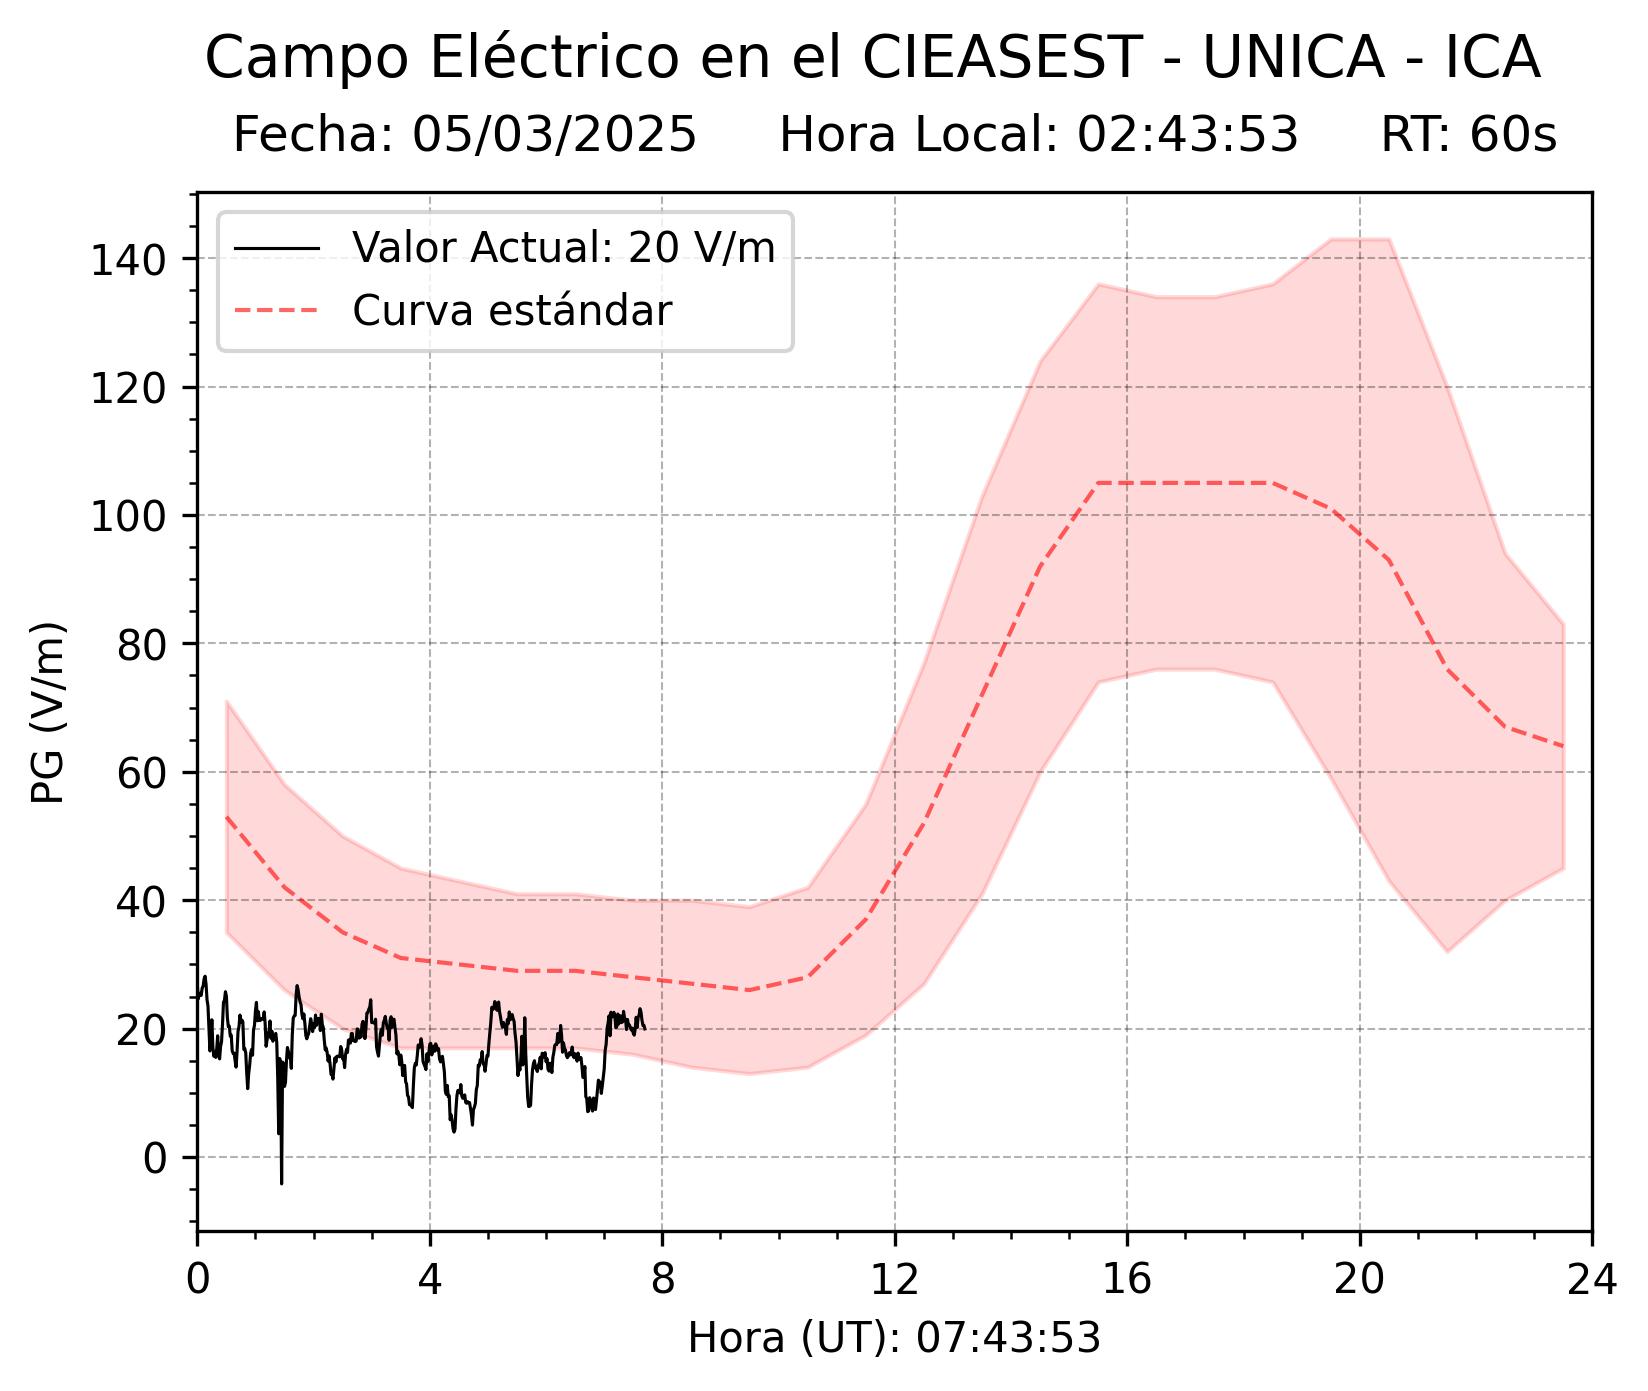 Campo Eléctrico en el CIEASEST - UNICA - ICA
Fecha: 05/03/2025 Hora Local: 02:43:53 RT: 60s
Valor Actual: 20 V/m
Curva estándar
PG (V/m)
140
120
100
80
60
40
20
0
0 4 8 12 16 20 24
Hora (UT): 07:43:53